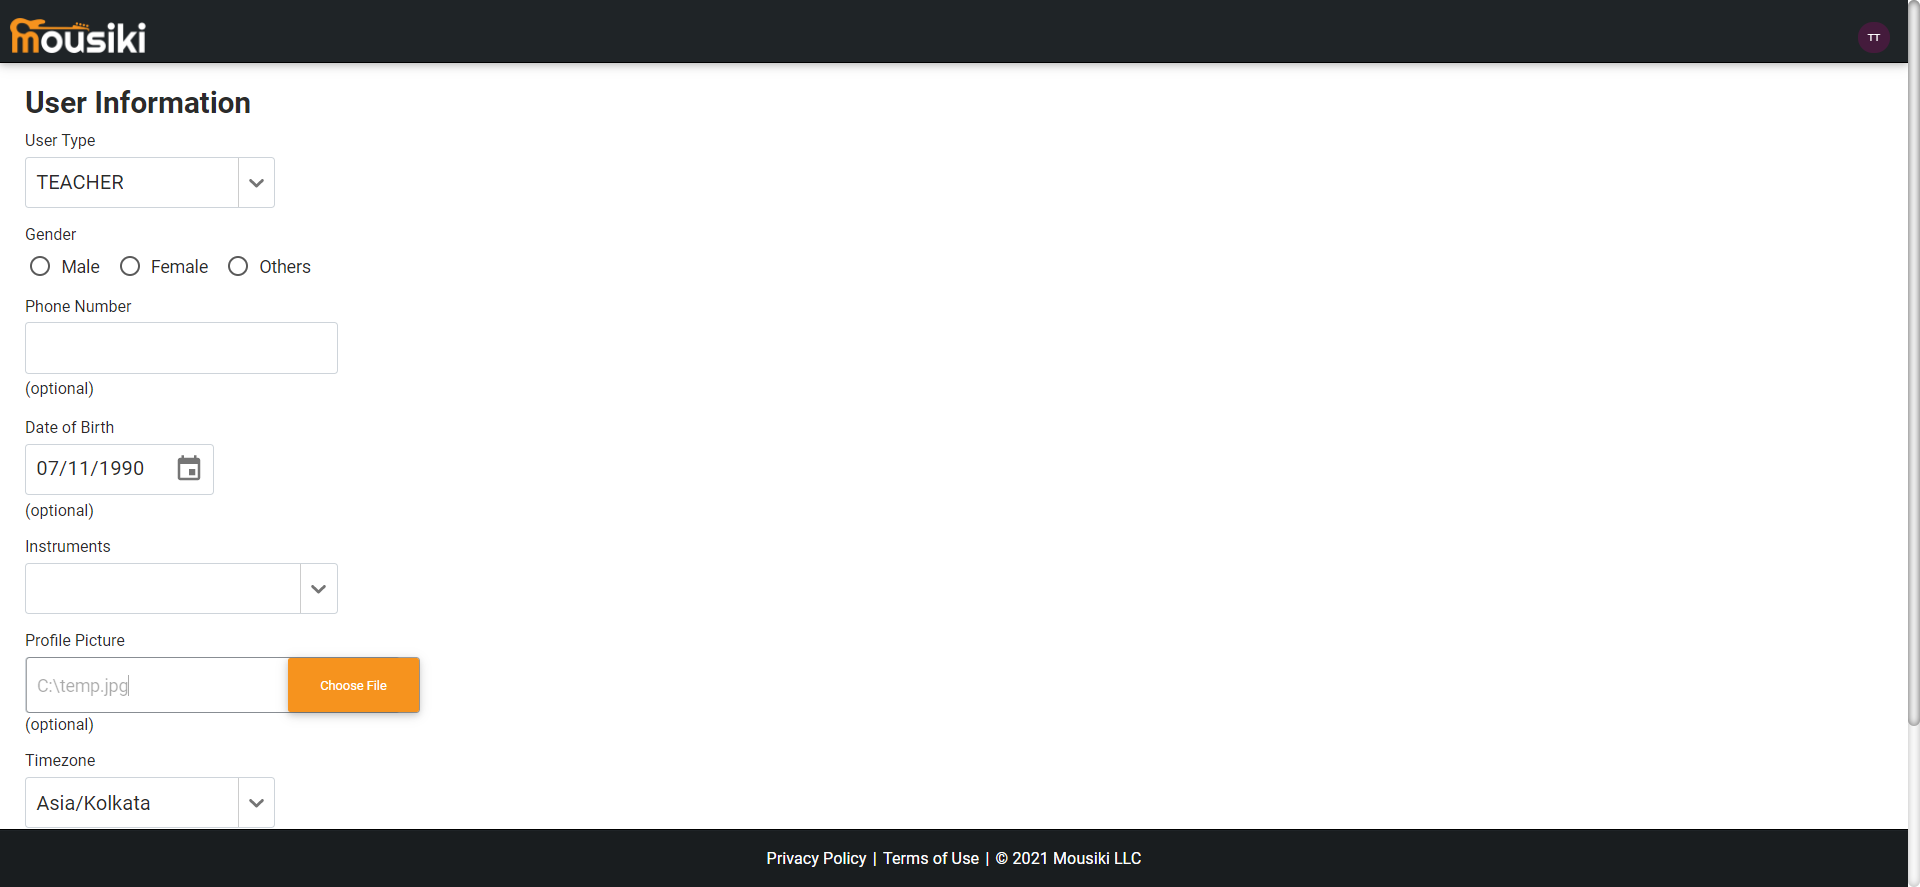 mousiki
TT
User Information
User Type
TEACHER
Gender
Male Female Others
Phone Number
(optional)
Date of Birth
07/11/1990
(optional)
Instruments
Profile Picture
C:\temp.jpg Choose File
(optional)
Timezone
Asia/Kolkata
Privacy Policy | Terms of Use | © 2021 Mousiki LLC